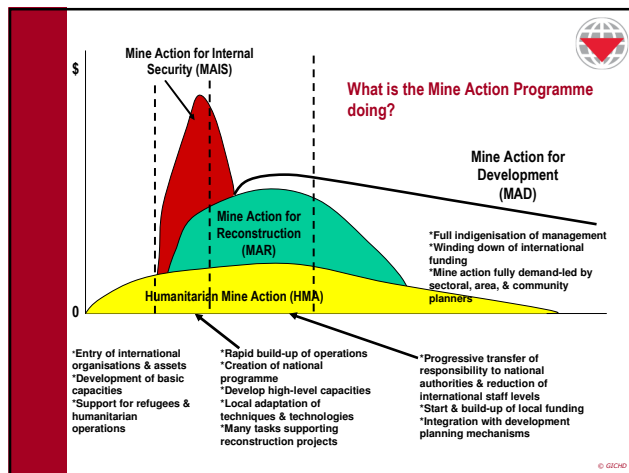 Mine Action for Internal
Security (MAIS)
$
What is the Mine Action Programme
doing?
Mine Action for
Development
(MAD)
Mine Action for
Reconstruction
(MAR)
*Full indigenisation of management
*Winding down of international
funding
*Mine action fully demand-led by
sectoral, area, & community
planners
Humanitarian Mine Action (HMA)
0
*Entry of international
organisations & assets
*Development of basic
capacities
*Support for refugees &
humanitarian
operations
*Rapid build-up of operations
*Creation of national
programme
*Develop high-level capacities
*Local adaptation of
techniques & technologies
*Many tasks supporting
reconstruction projects
*Progressive transfer of
responsibility to national
authorities & reduction of
international staff levels
*Start & build-up of local funding
*Integration with development
planning mechanisms
© GICHD